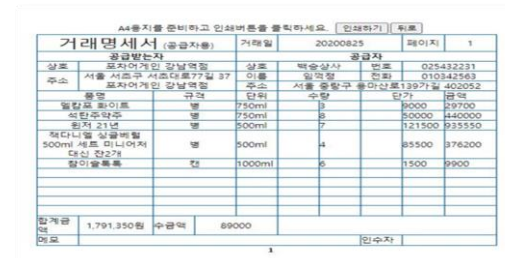 A4용지를 준비하고 인쇄버튼을 클릭하세요. 인쇄하기 뒤로
거래명세서 (공급자용) 거래일 20200825 페이지 1
공급받는자 공급자
상호 포차어게인 강남역점 상호 백승상사 번호 025432231
주소 서울 서초구 서초대로77길 37 이름 임꺽정 전화 010342563
포차어게인 강남역점 주소 서울 중랑구 용마산로139가길 402052
품명 규격 단위 수량 단가 금액
멜캄포 화이트 병 750ml 3 9000 29700
석탄주약주 병 750ml 8 50000 440000
윈저 21년 병 500ml 7 121500 935550
잭다니엘 싱글베럴
500ml 세트 미니어처 병 500ml 4 85500 376200
대신 잔2개
참이슬톡톡 캔 1000ml 6 1500 9900
합계금액 1,791,350원 수금액 89000
메모 인수자
1